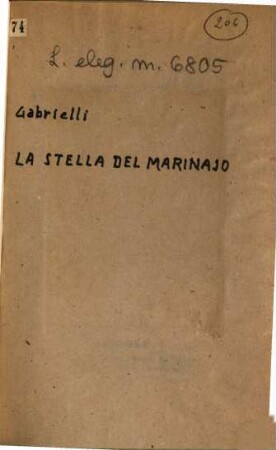 74
206
L. eleg. m. 6805
Gabrielli
LA STELLA DEL MARINAJO